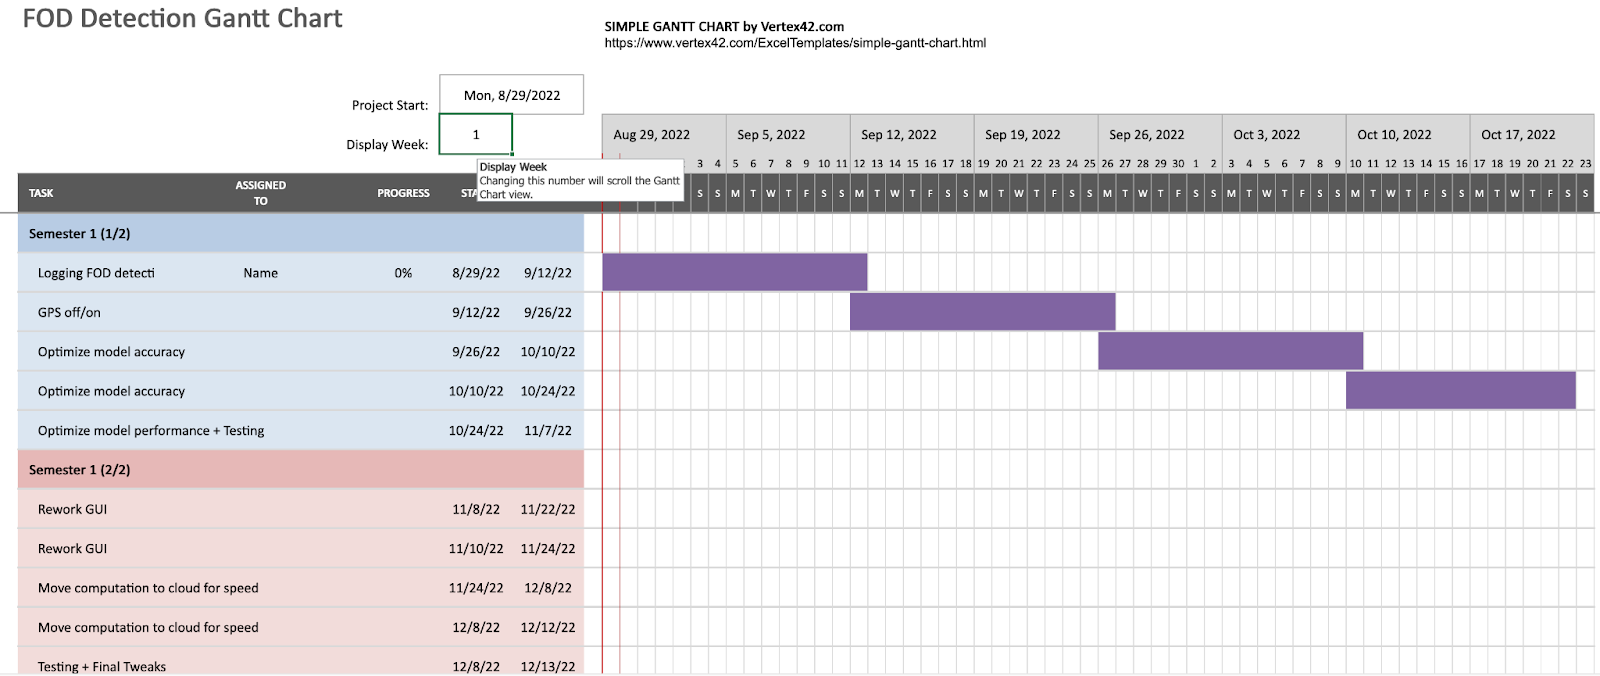 FOD Detection Gantt Chart
SIMPLE GANTT CHART by Vertex42.com
https://www.vertex42.com/ExcelTemplates/simple-gantt-chart.html
Project Start: Mon, 8/29/2022
Display Week: 1
Aug 29, 2022 Sep 5, 2022 Sep 12, 2022 Sep 19, 2022 Sep 26, 2022 Oct 3, 2022 Oct 10, 2022 Oct 17, 2022
3 4 5 6 7 8 9 10 11 12 13 14 15 16 17 18 19 20 21 22 23 24 25 26 27 28 29 30 1 2 3 4 5 6 7 8 9 10 11 12 13 14 15 16 17 18 19 20 21 22 23
Display Week
Changing this number will scroll the Gantt
Chart view.
TASK ASSIGNED TO PROGRESS STA S S M T W T F S S M T W T F S S M T W T F S S M T W T F S S M T W T F S S M T W T F S S M T W T F S S
Semester 1 (1/2)
Logging FOD detecti Name 0% 8/29/22 9/12/22
GPS off/on 9/12/22 9/26/22
Optimize model accuracy 9/26/22 10/10/22
Optimize model accuracy 10/10/22 10/24/22
Optimize model performance + Testing 10/24/22 11/7/22
Semester 1 (2/2)
Rework GUI 11/8/22 11/22/22
Rework GUI 11/10/22 11/24/22
Move computation to cloud for speed 11/24/22 12/8/22
Move computation to cloud for speed 12/8/22 12/12/22
Testing + Final Tweaks 12/8/22 12/13/22